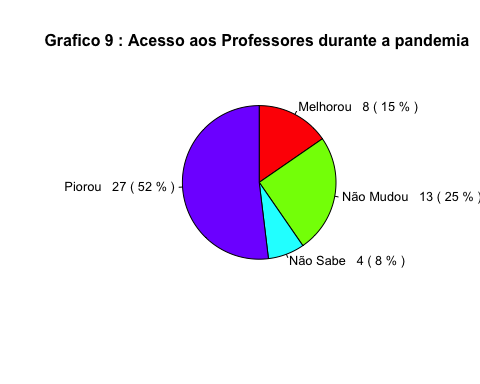 Grafico 9 : Acesso aos Professores durante a pandemia
Melhorou 8 ( 15 % )
Piorou 27 ( 52 % )
Não Mudou 13 ( 25 % )
Não Sabe 4 ( 8 % )